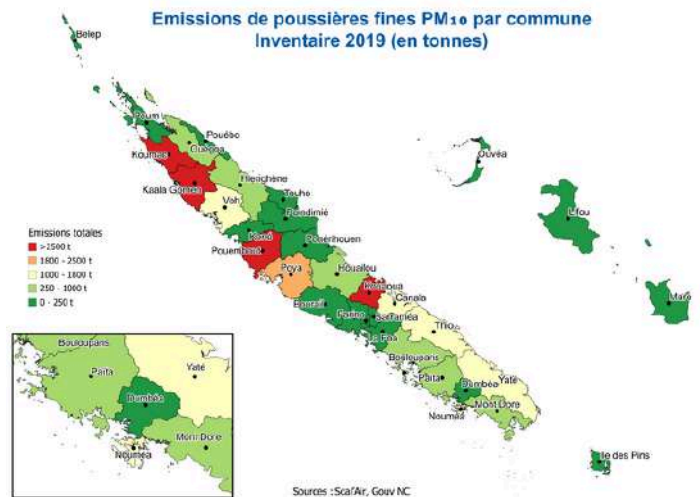 Emissions de poussières fines PM₁₀ par commune
Inventaire 2019 (en tonnes)
Belep
Poum
Pouébo
Ouégoa
Koumac
Hienghène
Kaala Gomen
Touho
Voh
Poindimié
Koné
Ponérihouen
Pouembout
Poya
Houaïlou
Kouaoua
Canala
Bourail
Farino
Sarraméa
Thio
La Foa
Bouloupari
Païta
Dumbéa
Yaté
Nouméa
Mont Dore
Ouvéa
Lifou
Maré
Ile des Pins
Emissions totales
>2500 t
1800 - 2500 t
1000 - 1800 t
250 - 1000 t
0 - 250 t
Bouloupari
Païta
Yaté
Dumbéa
Mont Dore
Nouméa
Sources : Scal'Air, Gouv NC